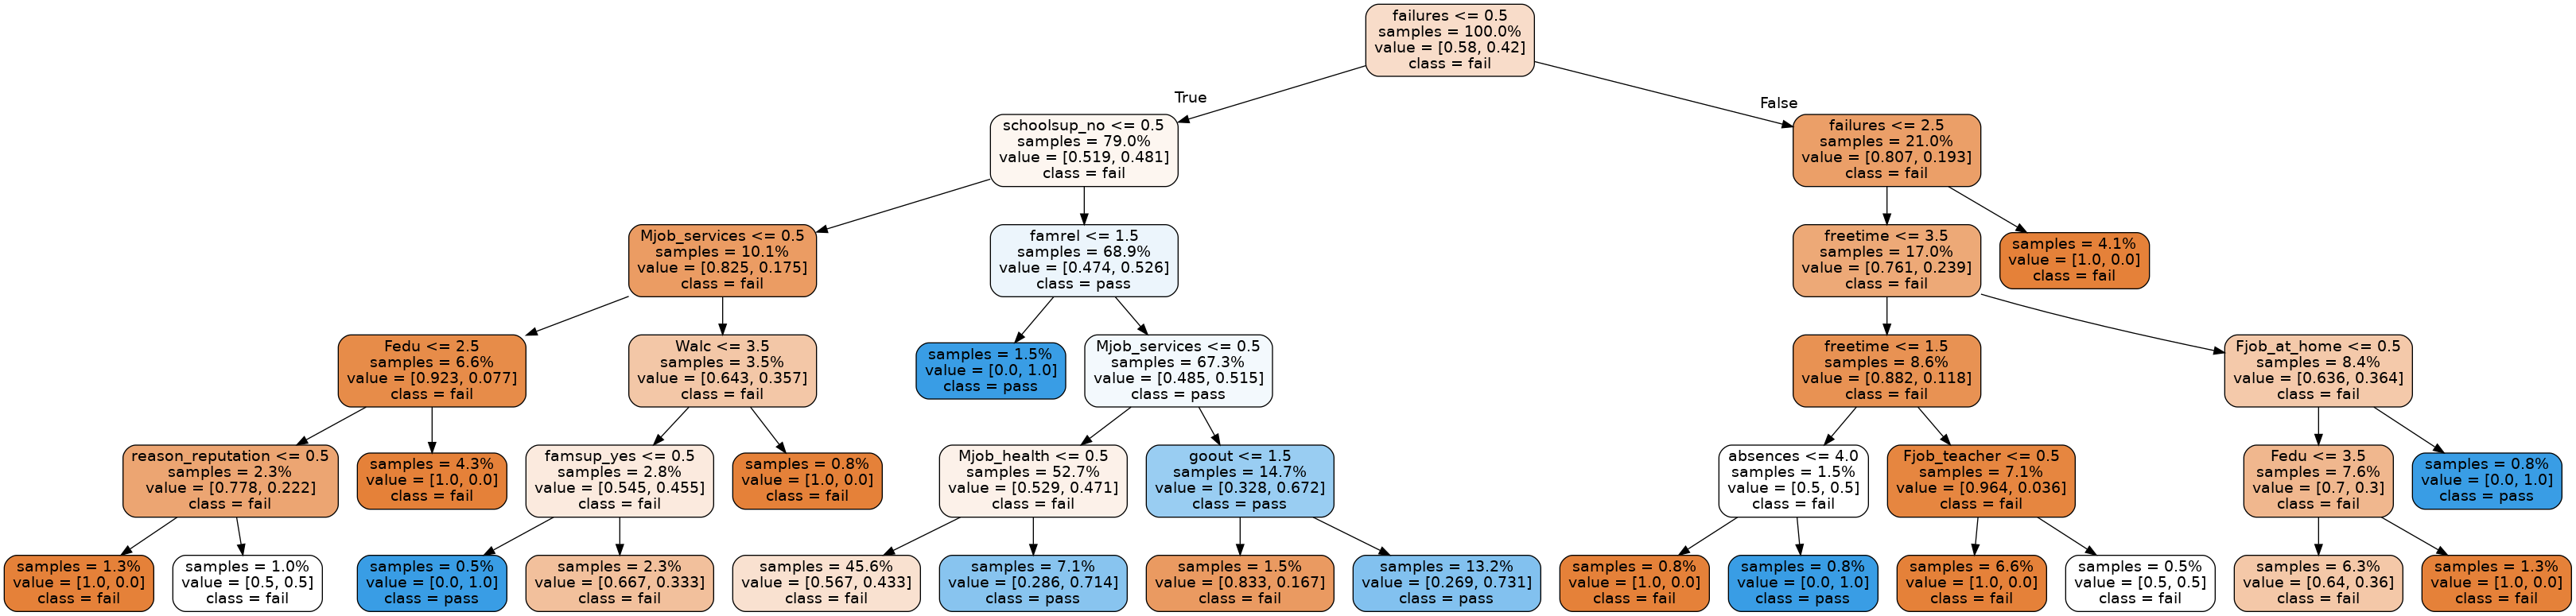 failures <= 0.5
samples = 100.0%
value = [0.58, 0.42]
class = fail
True
False
schoolsup_no <= 0.5
samples = 79.0%
value = [0.519, 0.481]
class = fail
failures <= 2.5
samples = 21.0%
value = [0.807, 0.193]
class = fail
Mjob_services <= 0.5
samples = 10.1%
value = [0.825, 0.175]
class = fail
famrel <= 1.5
samples = 68.9%
value = [0.474, 0.526]
class = pass
freetime <= 3.5
samples = 17.0%
value = [0.761, 0.239]
class = fail
samples = 4.1%
value = [1.0, 0.0]
class = fail
Fedu <= 2.5
samples = 6.6%
value = [0.923, 0.077]
class = fail
Walc <= 3.5
samples = 3.5%
value = [0.643, 0.357]
class = fail
samples = 1.5%
value = [0.0, 1.0]
class = pass
Mjob_services <= 0.5
samples = 67.3%
value = [0.485, 0.515]
class = pass
freetime <= 1.5
samples = 8.6%
value = [0.882, 0.118]
class = fail
Fjob_at_home <= 0.5
samples = 8.4%
value = [0.636, 0.364]
class = fail
reason_reputation <= 0.5
samples = 2.3%
value = [0.778, 0.222]
class = fail
samples = 4.3%
value = [1.0, 0.0]
class = fail
famsup_yes <= 0.5
samples = 2.8%
value = [0.545, 0.455]
class = fail
samples = 0.8%
value = [1.0, 0.0]
class = fail
Mjob_health <= 0.5
samples = 52.7%
value = [0.529, 0.471]
class = fail
goout <= 1.5
samples = 14.7%
value = [0.328, 0.672]
class = pass
absences <= 4.0
samples = 1.5%
value = [0.5, 0.5]
class = fail
Fjob_teacher <= 0.5
samples = 7.1%
value = [0.964, 0.036]
class = fail
Fedu <= 3.5
samples = 7.6%
value = [0.7, 0.3]
class = fail
samples = 0.8%
value = [0.0, 1.0]
class = pass
samples = 1.3%
value = [1.0, 0.0]
class = fail
samples = 1.0%
value = [0.5, 0.5]
class = fail
samples = 0.5%
value = [0.0, 1.0]
class = pass
samples = 2.3%
value = [0.667, 0.333]
class = fail
samples = 45.6%
value = [0.567, 0.433]
class = fail
samples = 7.1%
value = [0.286, 0.714]
class = pass
samples = 1.5%
value = [0.833, 0.167]
class = fail
samples = 13.2%
value = [0.269, 0.731]
class = pass
samples = 0.8%
value = [1.0, 0.0]
class = fail
samples = 0.8%
value = [0.0, 1.0]
class = pass
samples = 6.6%
value = [1.0, 0.0]
class = fail
samples = 0.5%
value = [0.5, 0.5]
class = fail
samples = 6.3%
value = [0.64, 0.36]
class = fail
samples = 1.3%
value = [1.0, 0.0]
class = fail